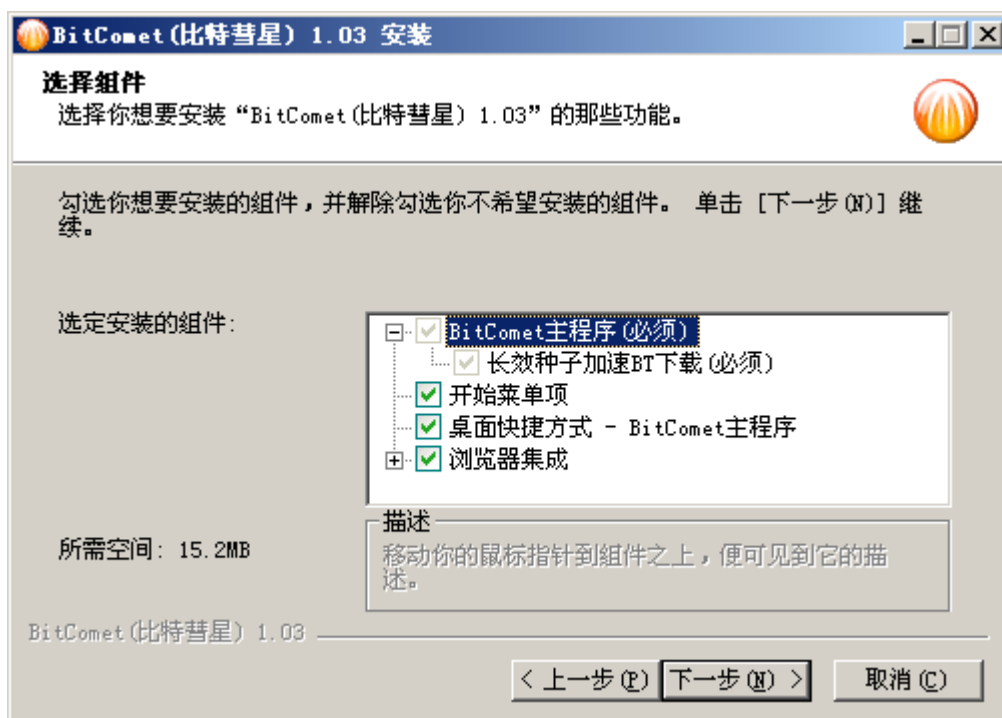 BitComet(比特彗星) 1.03 安装
选择组件
选择你想要安装“BitComet(比特彗星) 1.03”的那些功能。
勾选你想要安装的组件，并解除勾选你不希望安装的组件。 单击 [下一步(N)] 继
续。
选定安装的组件:
BitComet主程序(必须)
长效种子加速BT下载(必须)
开始菜单项
桌面快捷方式 - BitComet主程序
浏览器集成
所需空间: 15.2MB
描述
移动你的鼠标指针到组件之上，便可见到它的描
述。
BitComet(比特彗星) 1.03
< 上一步(P) 下一步(N) > 取消(C)